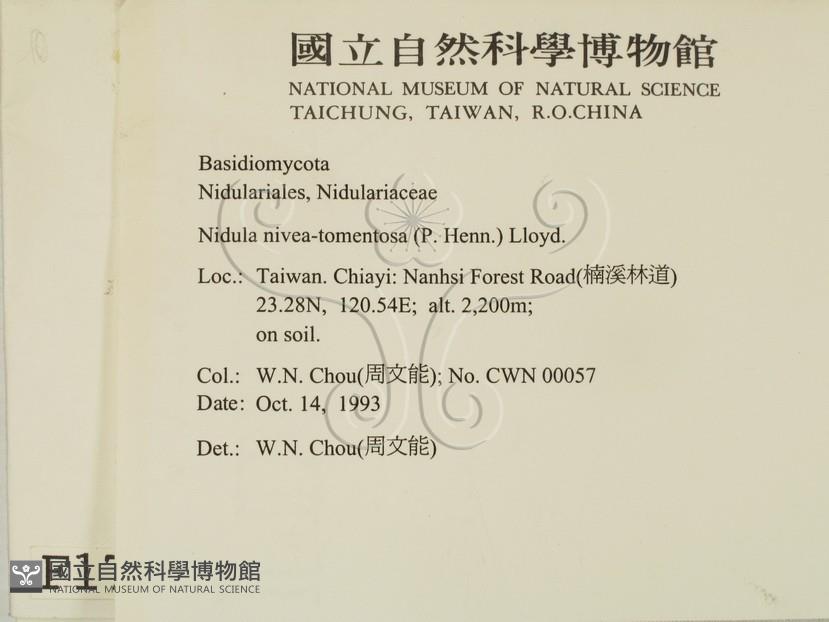 國立自然科學博物館
NATIONAL MUSEUM OF NATURAL SCIENCE
TAICHUNG, TAIWAN, R.O.CHINA
Basidiomycota
Nidulariales, Nidulariaceae
Nidula nivea-tomentosa (P. Henn.) Lloyd.
Loc.: Taiwan. Chiayi: Nanhsi Forest Road(楠溪林道)
23.28N, 120.54E; alt. 2,200m;
on soil.
Col.: W.N. Chou(周文能); No. CWN 00057
Date: Oct. 14, 1993
Det.: W.N. Chou(周文能)
國立自然科學博物館
NATIONAL MUSEUM OF NATURAL SCIENCE